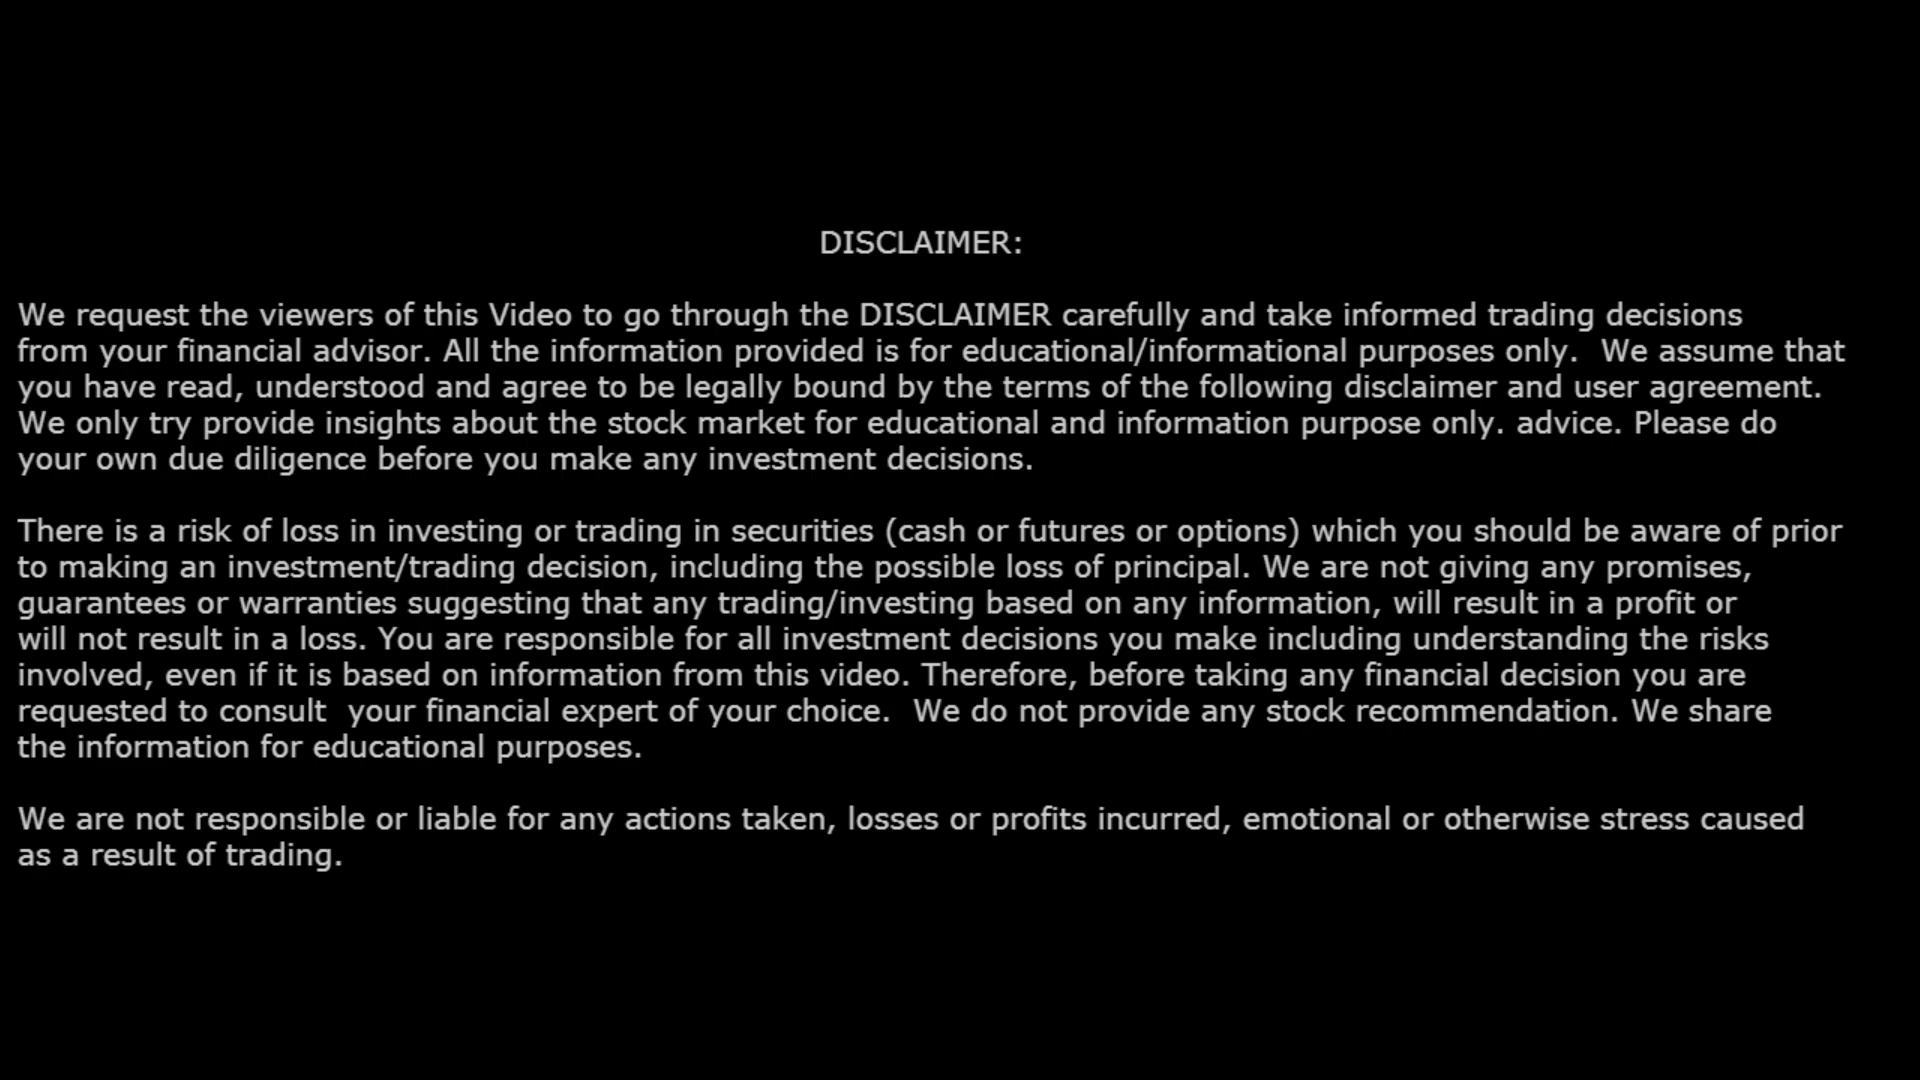 DISCLAIMER:
We request the viewers of this Video to go through the DISCLAIMER carefully and take informed trading decisions
from your financial advisor. All the information provided is for educational/informational purposes only.  We assume that
you have read, understood and agree to be legally bound by the terms of the following disclaimer and user agreement.
We only try provide insights about the stock market for educational and information purpose only. advice. Please do
your own due diligence before you make any investment decisions.
There is a risk of loss in investing or trading in securities (cash or futures or options) which you should be aware of prior
to making an investment/trading decision, including the possible loss of principal. We are not giving any promises,
guarantees or warranties suggesting that any trading/investing based on any information, will result in a profit or
will not result in a loss. You are responsible for all investment decisions you make including understanding the risks
involved, even if it is based on information from this video. Therefore, before taking any financial decision you are
requested to consult  your financial expert of your choice.  We do not provide any stock recommendation. We share
the information for educational purposes.
We are not responsible or liable for any actions taken, losses or profits incurred, emotional or otherwise stress caused
as a result of trading.